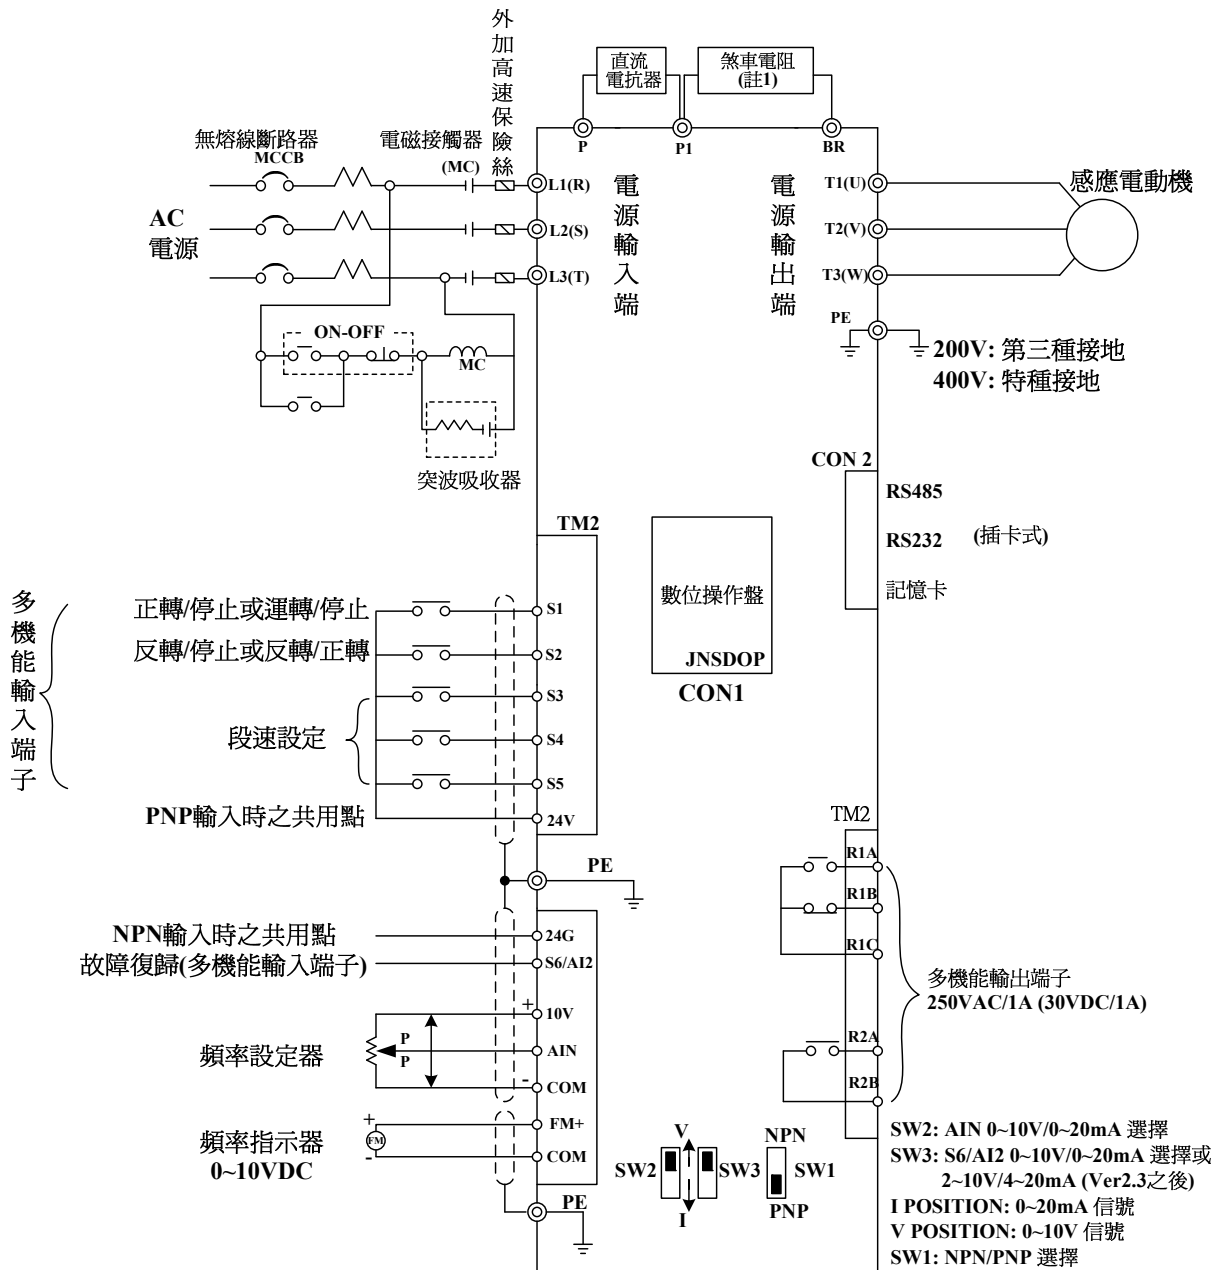 外加高速保險絲
直流
電抗器
煞車電阻
(註1)
P
P1
BR
無熔線斷路器
MCCB
電磁接觸器
(MC)
L1(R)
L2(S)
L3(T)
AC
電源
電源輸入端
電源輸出端
T1(U)
T2(V)
T3(W)
感應電動機
PE
200V: 第三種接地
400V: 特種接地
ON-OFF
MC
突波吸收器
CON 2
RS485
RS232
(插卡式)
記憶卡
TM2
數位操作盤
JNSDOP
CON1
多機能輸入端子
正轉/停止或運轉/停止
S1
反轉/停止或反轉/正轉
S2
S3
段速設定
S4
S5
PNP輸入時之共用點
24V
PE
NPN輸入時之共用點
24G
故障復歸(多機能輸入端子)
S6/AI2
+
10V
頻率設定器
P
P
AIN
-
COM
+
FM+
頻率指示器
0~10VDC
FM
-
COM
PE
TM2
R1A
R1B
R1C
多機能輸出端子
250VAC/1A (30VDC/1A)
R2A
R2B
V
SW2
SW3
I
NPN
SW1
PNP
SW2: AIN 0~10V/0~20mA 選擇
SW3: S6/AI2 0~10V/0~20mA 選擇或
2~10V/4~20mA (Ver2.3之後)
I POSITION: 0~20mA 信號
V POSITION: 0~10V 信號
SW1: NPN/PNP 選擇